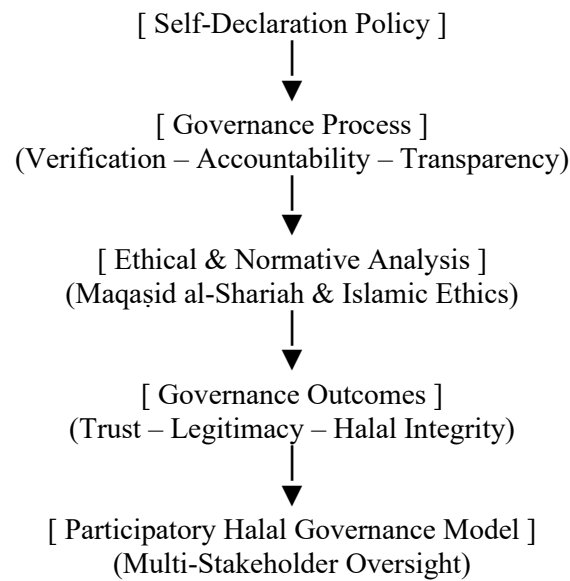 [ Self-Declaration Policy ]
[ Governance Process ]
(Verification – Accountability – Transparency)
[ Ethical & Normative Analysis ]
(Maqaṣid al-Shariah & Islamic Ethics)
[ Governance Outcomes ]
(Trust – Legitimacy – Halal Integrity)
[ Participatory Halal Governance Model ]
(Multi-Stakeholder Oversight)